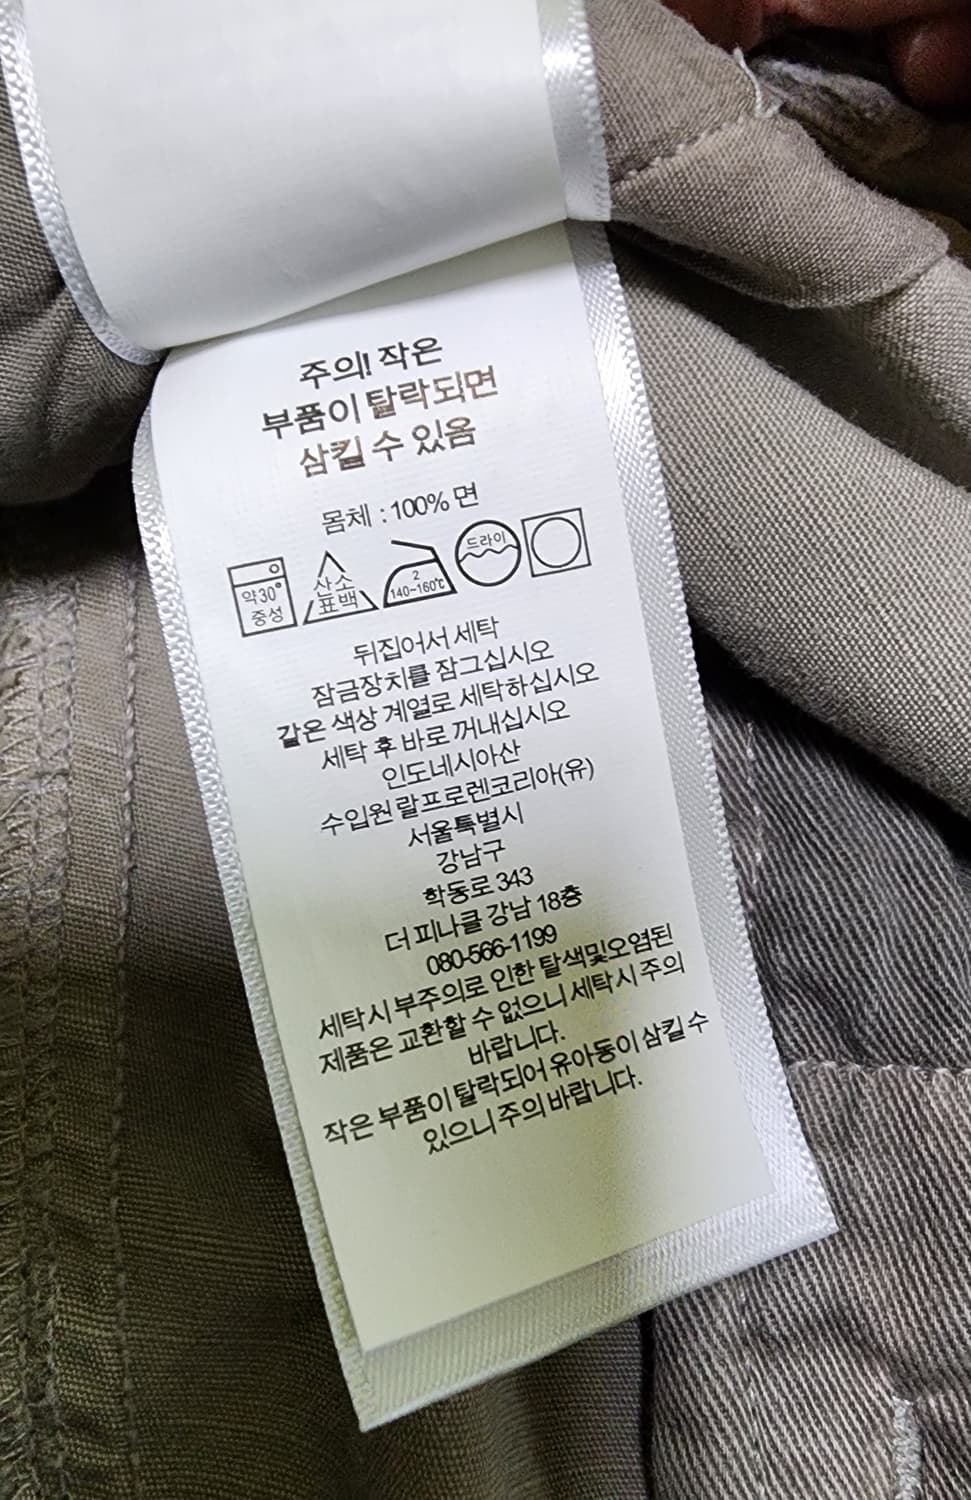 주의! 작은
부품이 탈락되면
삼킬 수 있음
몸체 : 100% 면
약30°
중성
산소
표백
2
140~160℃
드라이
뒤집어서 세탁
잠금장치를 잠그십시오
같은 색상 계열로 세탁하십시오
세탁 후 바로 꺼내십시오
인도네시아산
수입원 랄프로렌코리아(유)
서울특별시
강남구
학동로 343
더 피나클 강남 18층
080-566-1199
세탁시 부주의로 인한 탈색및오염된
제품은 교환할 수 없으니 세탁시 주의
바랍니다.
작은 부품이 탈락되어 유아동이 삼킬 수
있으니 주의 바랍니다.